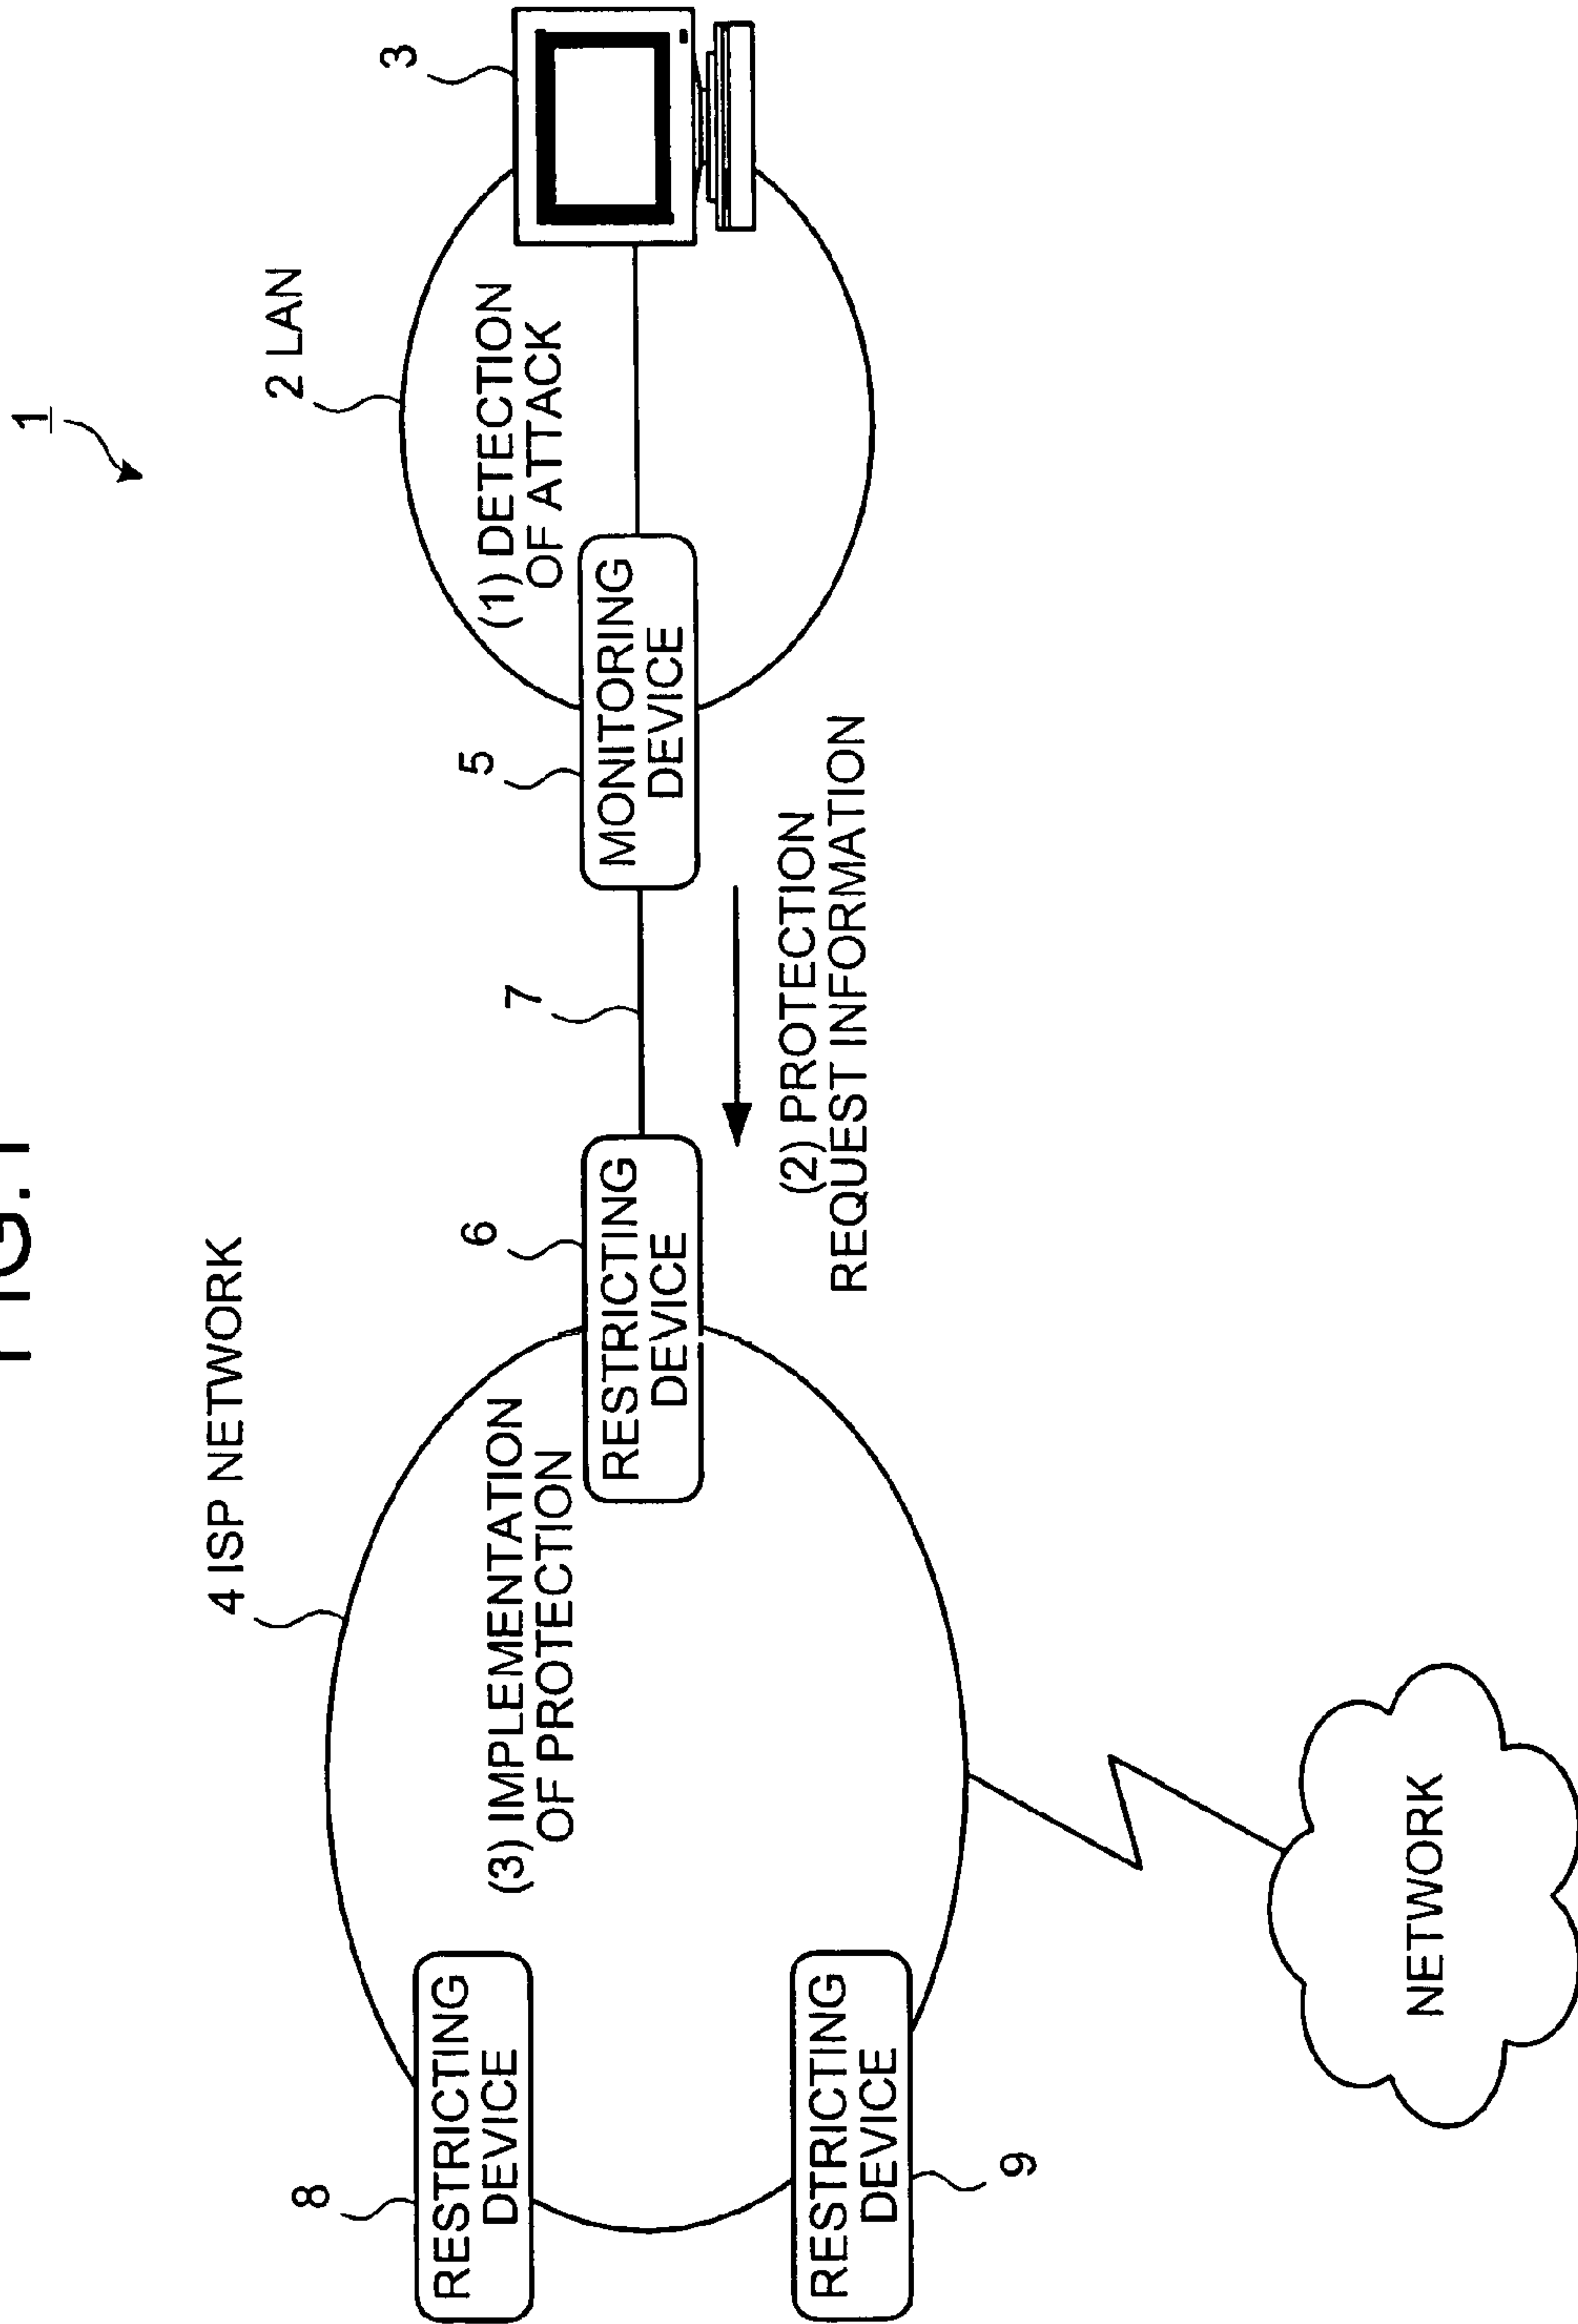 FIG.1
1
4 ISP NETWORK
2 LAN
3
(3) IMPLEMENTATION
OF PROTECTION
(1) DETECTION
OF ATTACK
8
RESTRICTING
DEVICE
6
RESTRICTING
DEVICE
7
5
MONITORING
DEVICE
(2) PROTECTION
REQUEST INFORMATION
RESTRICTING
DEVICE
9
NETWORK